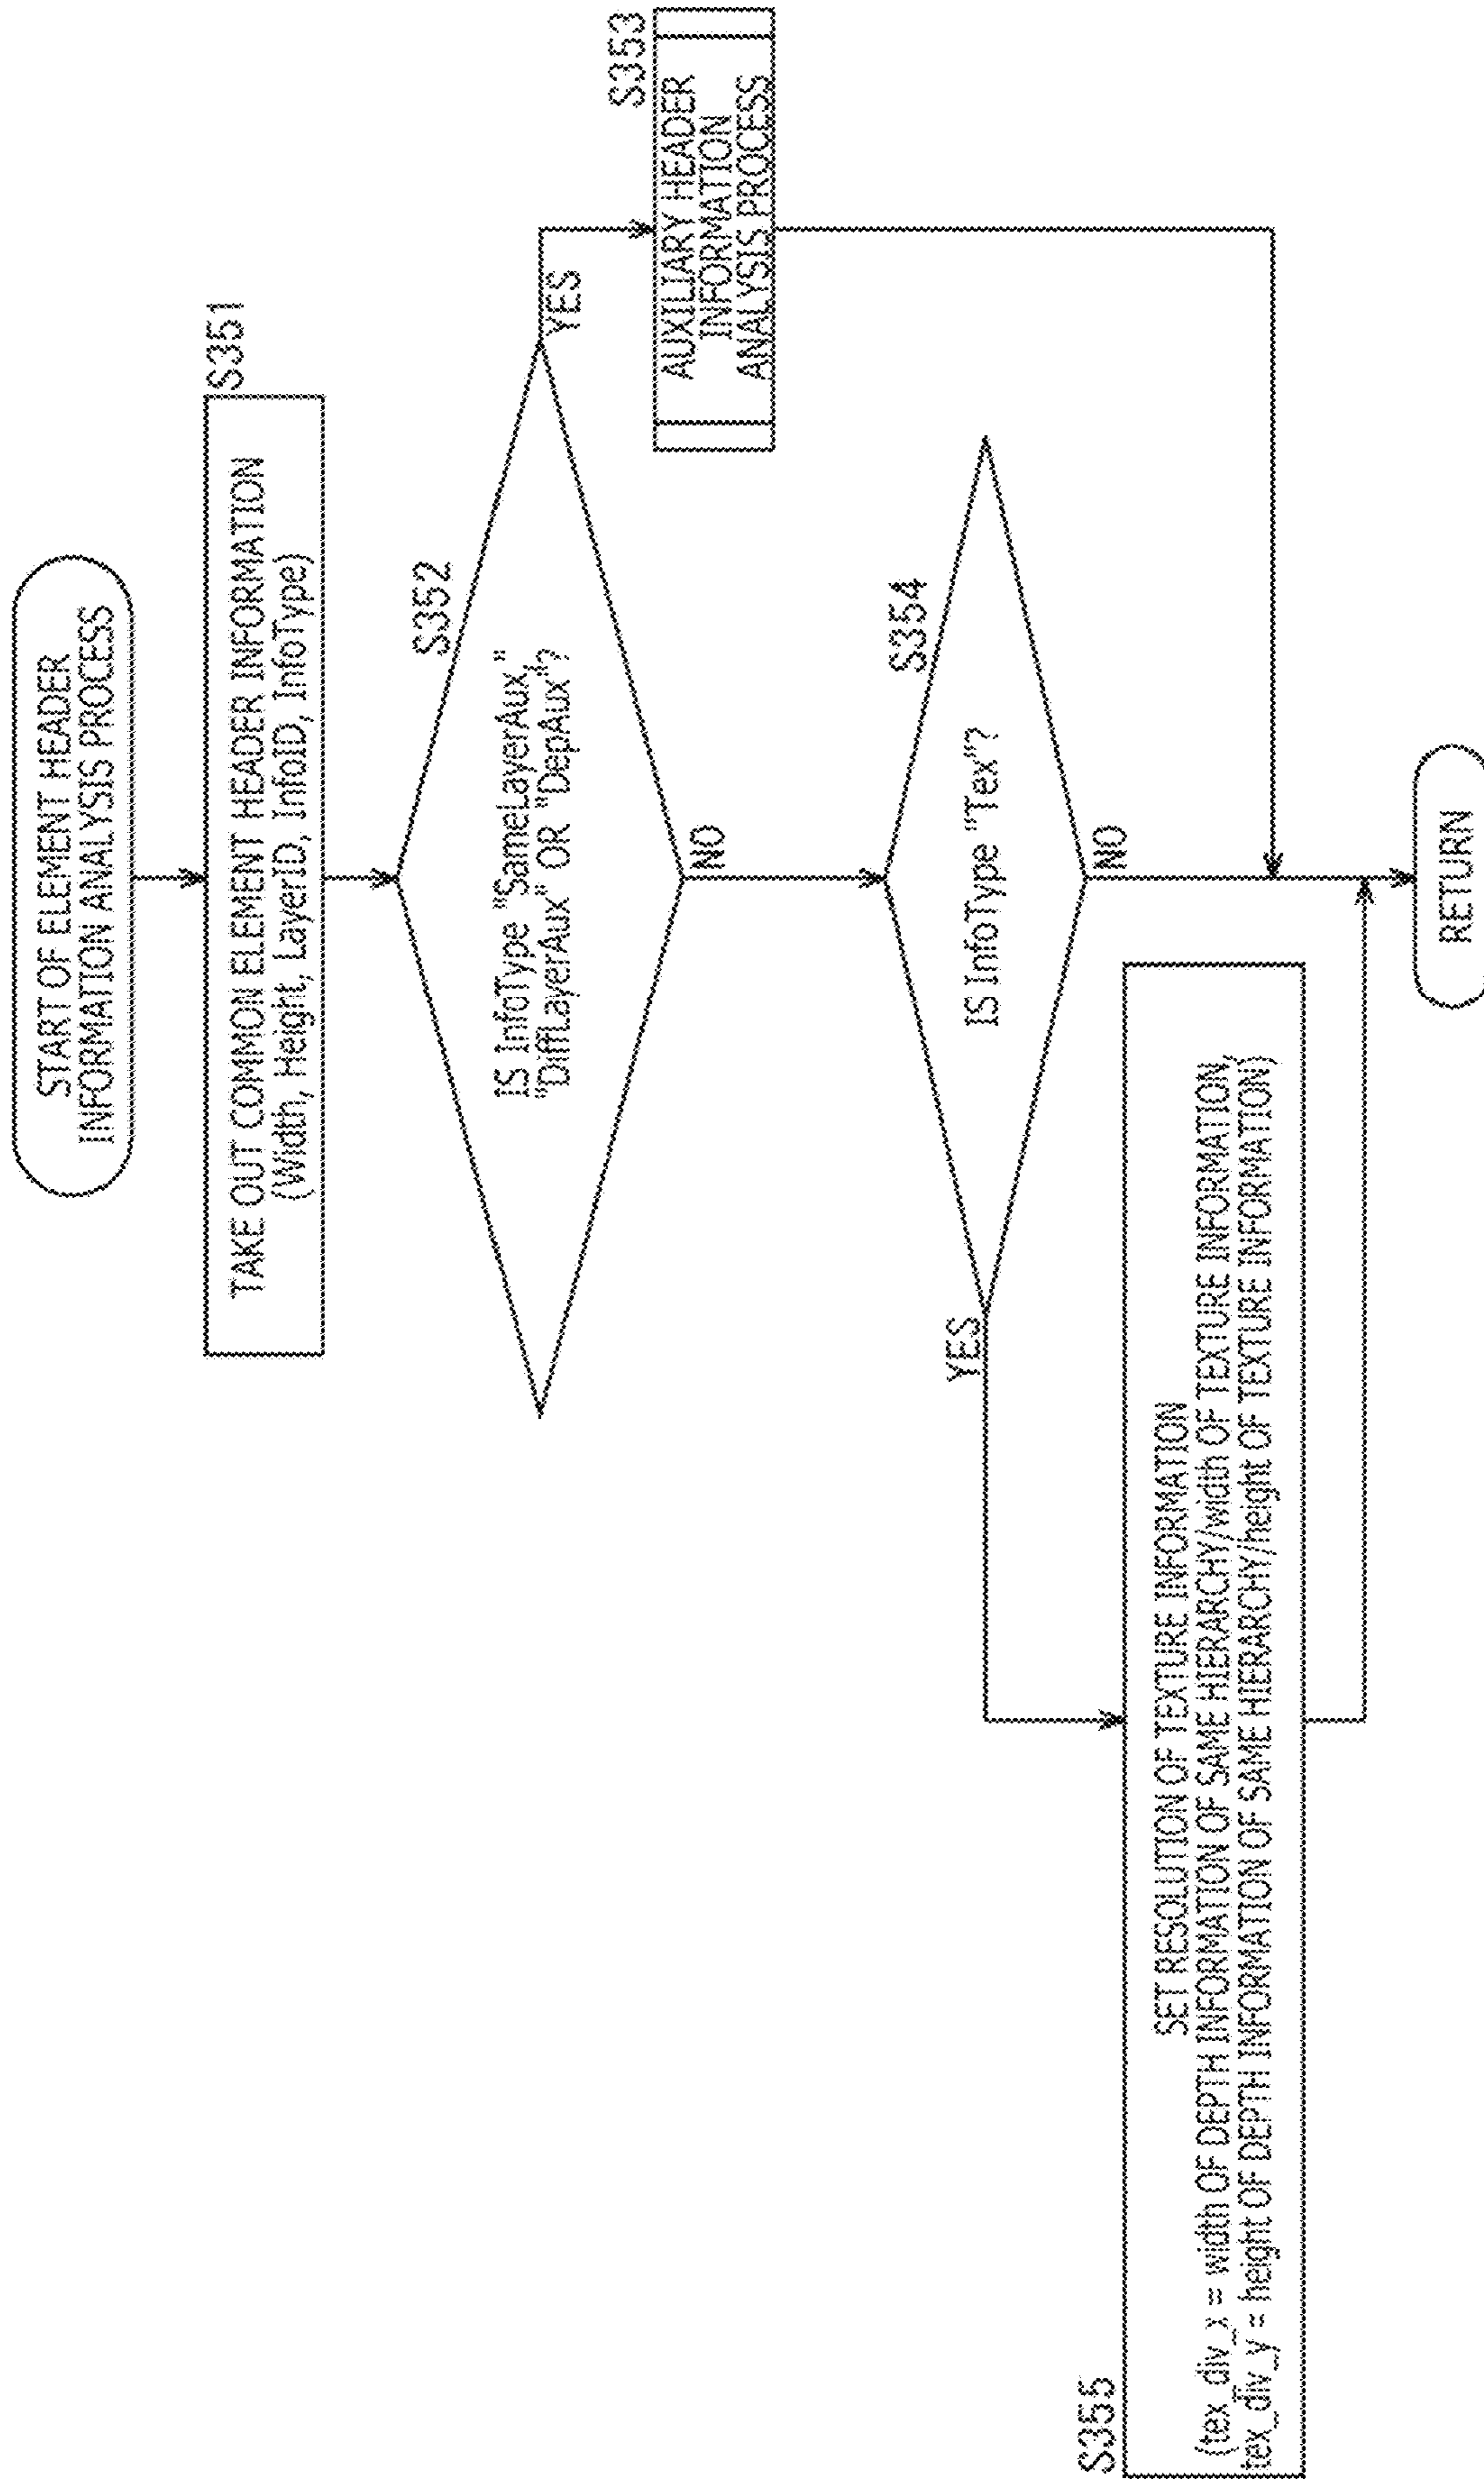 START OF ELEMENT HEADER
INFORMATION ANALYSIS PROCESS
S351
TAKE OUT COMMON ELEMENT HEADER INFORMATION
(Width, Height, LayerID, InfoID, InfoType)
S352
IS InfoType "SameLayerAux,"
"DiffLayerAux" OR "DepAux"?
YES
S353
AUXILIARY HEADER
INFORMATION
ANALYSIS PROCESS
NO
S354
IS InfoType "Tex"?
YES
NO
S355
SET RESOLUTION OF TEXTURE INFORMATION
(tex_div_x = width OF DEPTH INFORMATION OF SAME HIERARCHY/width OF TEXTURE INFORMATION,
tex_div_y = height OF DEPTH INFORMATION OF SAME HIERARCHY/height OF TEXTURE INFORMATION)
RETURN